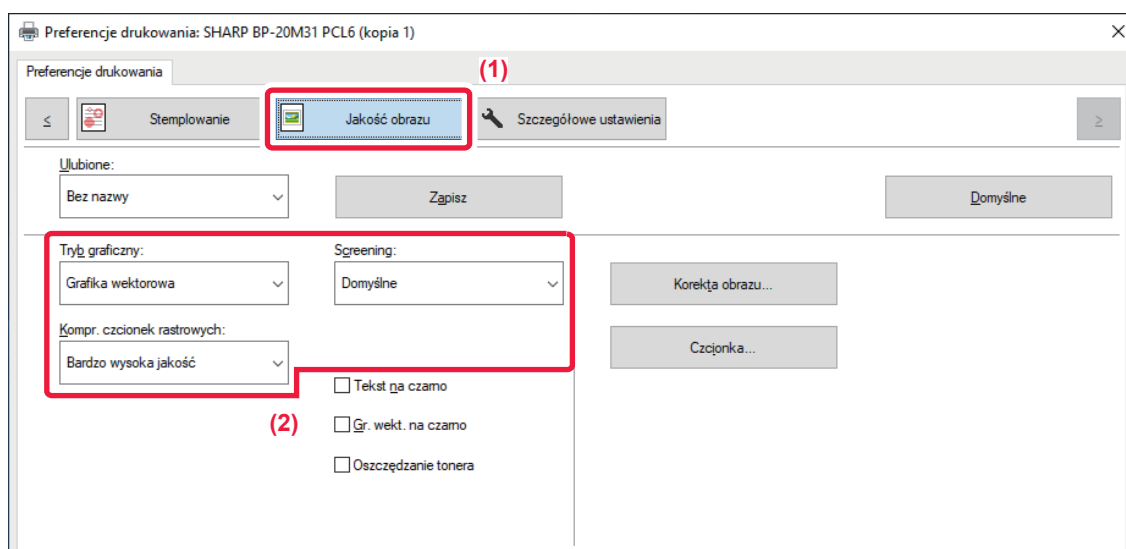 Preferencje drukowania: SHARP BP-20M31 PCL6 (kopia 1)
Preferencje drukowania
(1)
< Stemplowanie Jakość obrazu Szczegółowe ustawienia >
Ulubione:
Bez nazwy Zapisz Domyślne
Tryb graficzny: Screening:
Grafika wektorowa Domyślne Korekta obrazu...
Kompr. czcionek rastrowych:
Bardzo wysoka jakość Czcionka...
Tekst na czarno
(2) Gr. wekt. na czarno
Oszczędzanie tonera